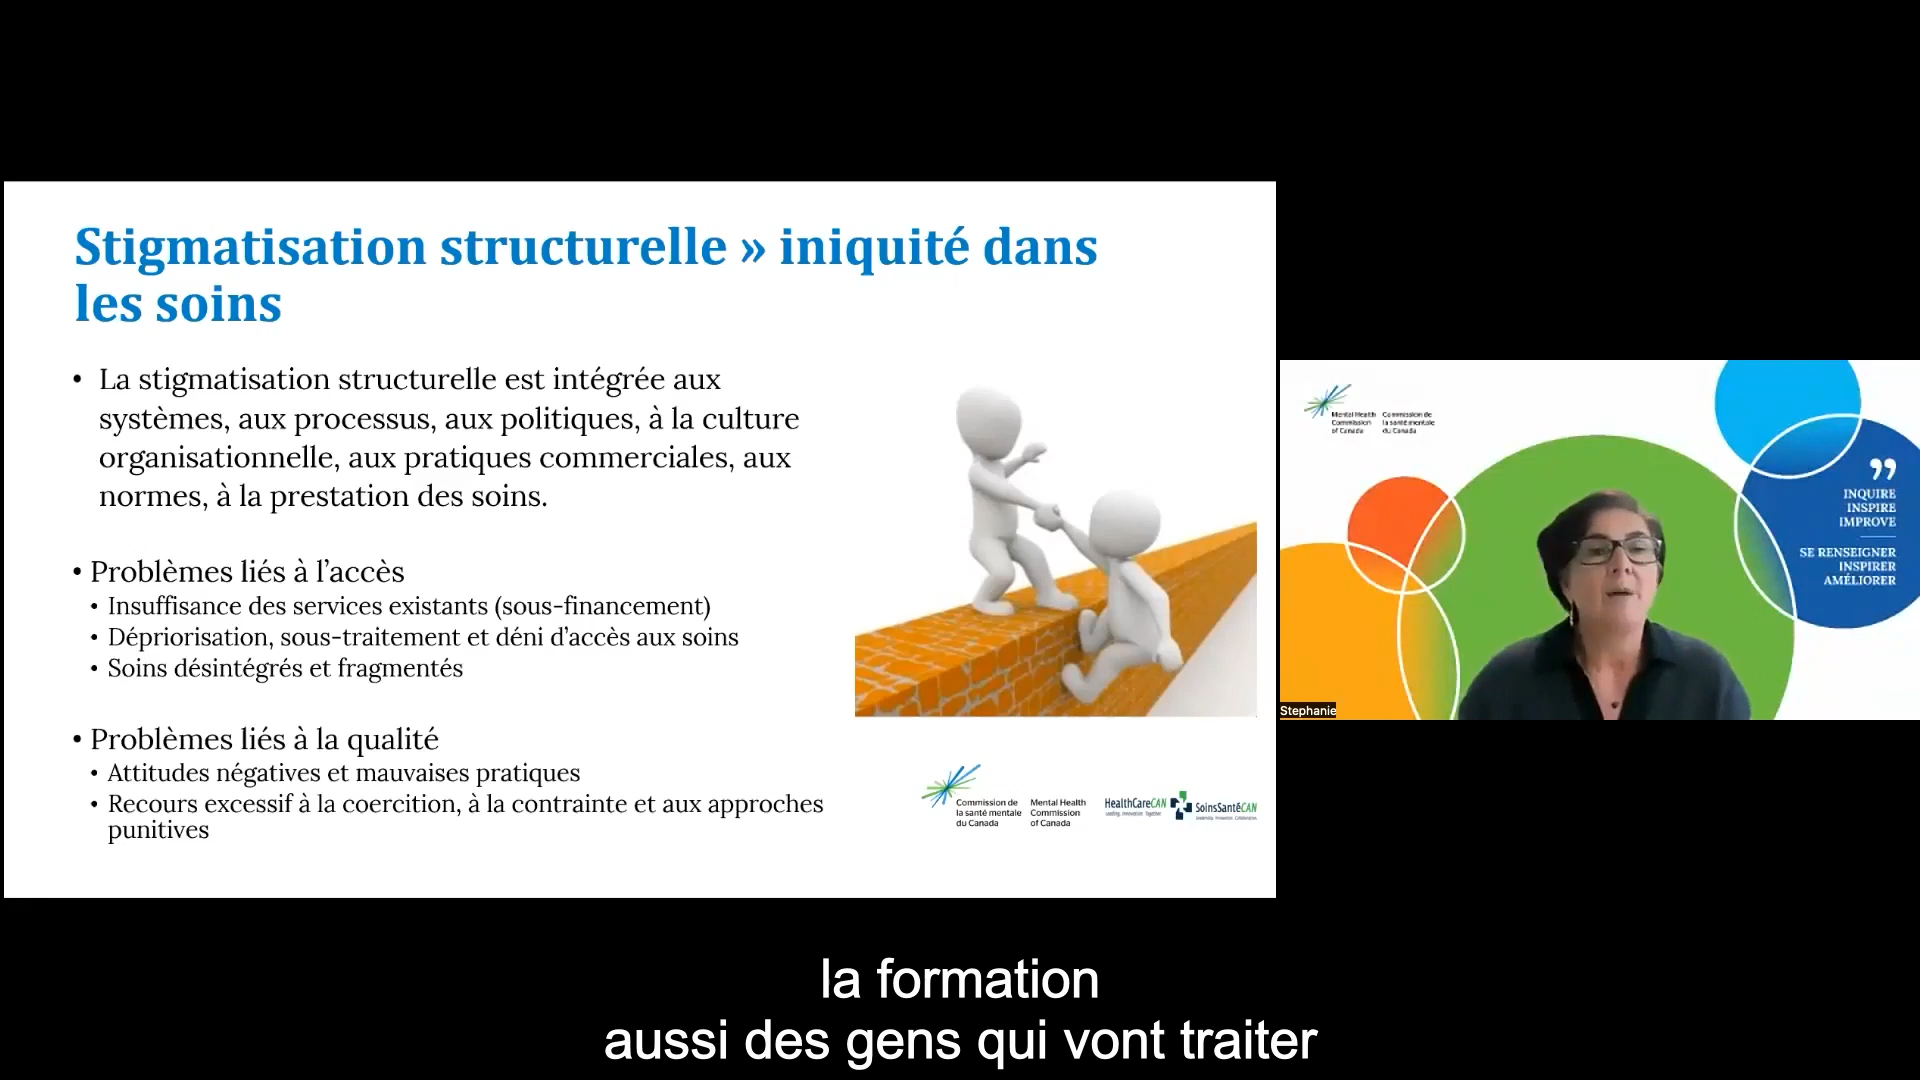 Stigmatisation structurelle » iniquité dans
les soins
• La stigmatisation structurelle est intégrée aux
systèmes, aux processus, aux politiques, à la culture
organisationnelle, aux pratiques commerciales, aux
normes, à la prestation des soins.
• Problèmes liés à l’accès
• Insuffisance des services existants (sous-financement)
• Dépriorisation, sous-traitement et déni d’accès aux soins
• Soins désintégrés et fragmentés
• Problèmes liés à la qualité
• Attitudes négatives et mauvaises pratiques
• Recours excessif à la coercition, à la contrainte et aux approches
punitives
Commission de
la santé mentale
du Canada
Mental Health
Commission
of Canada
HealthCareCAN
Leading. Innovation. Together.
SoinsSantéCAN
Mental Health
Commission
of Canada
Commission de
la santé mentale
du Canada
”
INQUIRE
INSPIRE
IMPROVE
SE RENSEIGNER
INSPIRER
AMÉLIORER
Stephanie
la formation
aussi des gens qui vont traiter